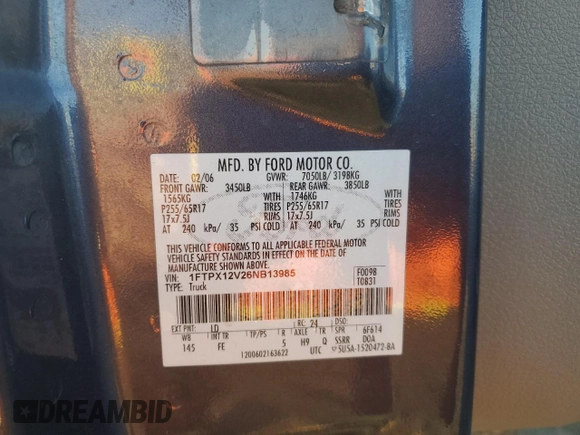 MFD. BY FORD MOTOR CO.
DATE: 02/06 GVWR: 7050LB/ 3198KG
FRONT GAWR: 3450LB REAR GAWR: 3850LB
1565KG WITH 1746KG WITH
P255/65R17 TIRES P255/65R17 TIRES
17x7.5J RIMS 17x7.5J RIMS
AT 240 kPa/ 35 PSI COLD AT 240 kPa/ 35 PSI COLD
THIS VEHICLE CONFORMS TO ALL APPLICABLE FEDERAL MOTOR
VEHICLE SAFETY AND BUMPER STANDARDS IN EFFECT ON THE DATE OF
MANUFACTURE SHOWN ABOVE.
VIN: 1FTPX12V26NB13985 F0098
TYPE: Truck T0831
EXT PNT: LD RC: 24 DSO:
WB INT TR TP/PS R AXLE TR SPR 6F614
145 FE 5 H9 Q SSRR DOA
1200602163622 UTC 5USA-1520472-BA
DREAMBID